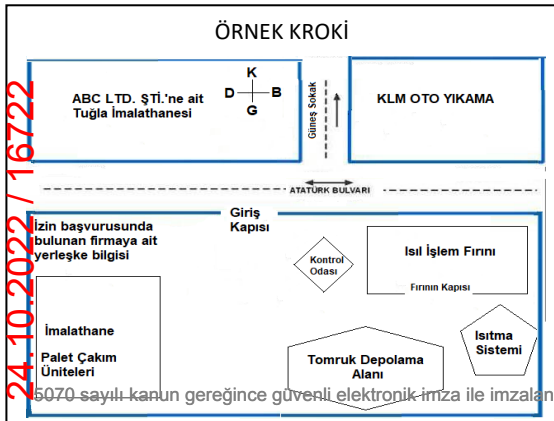 ÖRNEK KROKİ
ABC LTD. ŞTİ.'ne ait
Tuğla İmalathanesi
K
D B
G
Güneş Sokak
KLM OTO YIKAMA
ATATÜRK BULVARI
Giriş
Kapısı
İzin başvurusunda
bulunan firmaya ait
yerleşke bilgisi
Kontrol
Odası
Isıl İşlem Fırını
Fırının Kapısı
İmalathane
Palet Çakım
Üniteleri
Tomruk Depolama
Alanı
Isıtma
Sistemi
24.10.2022 / 16722
5070 sayılı kanun gereğince güvenli elektronik imza ile imzalan